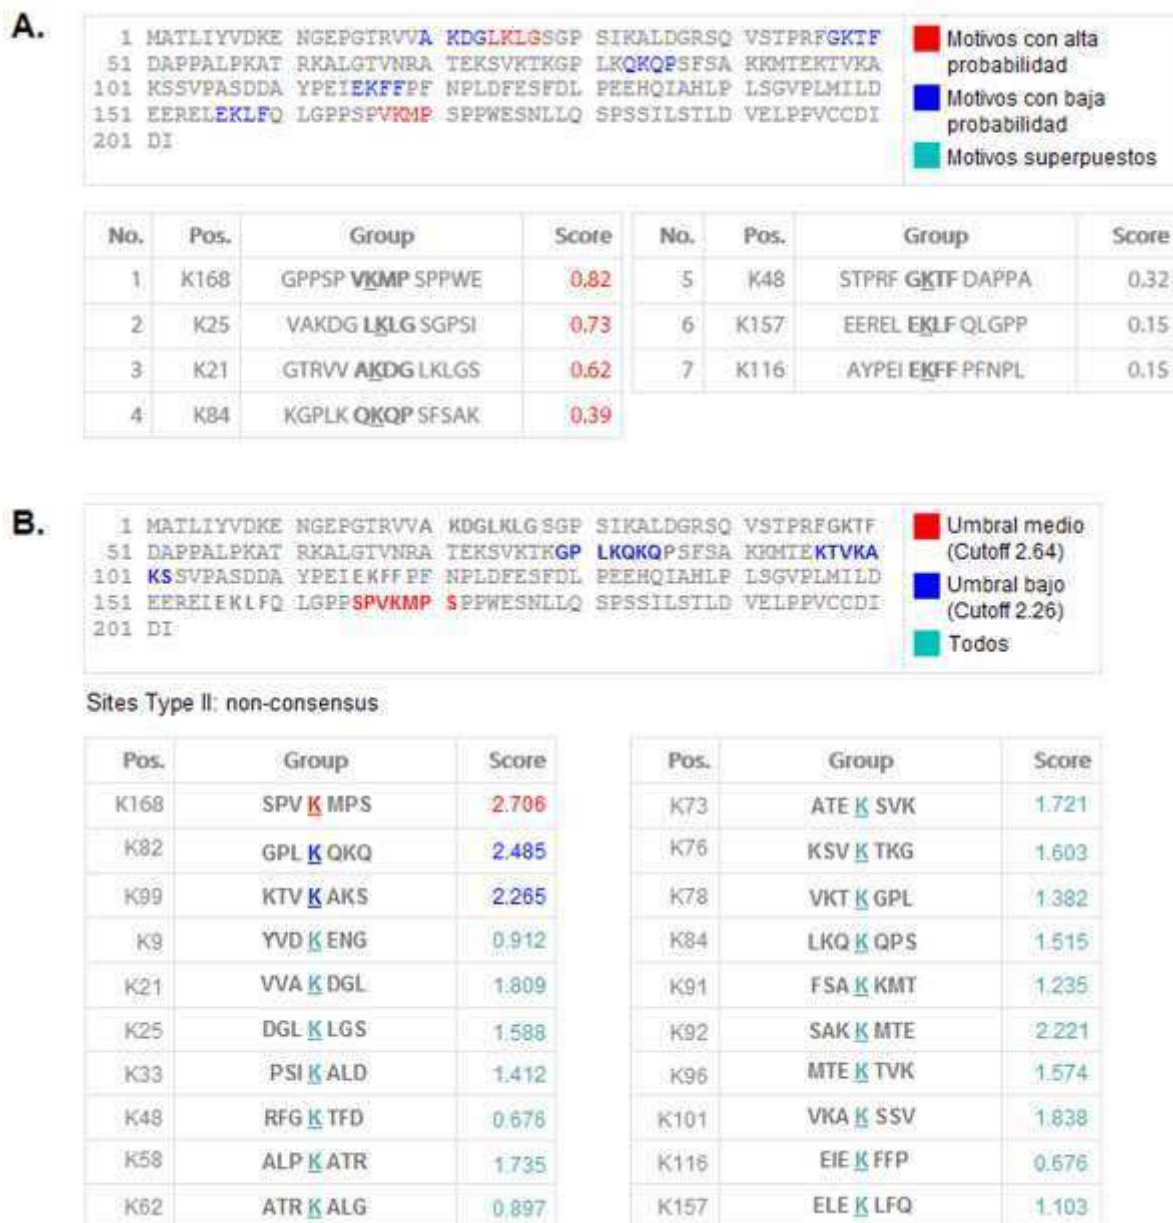 A.
1 MATLIYVDKE NGEPGTRVVA KDGLKLGSGP SIKALDGRSQ VSTPRFGKTF
51 DAPPALPKAT RKALGTVNRA TEKSVKTKGP LKQKQPSFSA KKMTEKTVKA
101 KSSVPASDDA YPEIEKFFPF NPLDFESFDL PEEHQIAHLP LSGVPLMILD
151 EERELEKLFQ LGPPSPVKMP SPPWESNLLQ SPSSILSTLD VELPPVCCDI
201 DI
Motivos con alta
probabilidad
Motivos con baja
probabilidad
Motivos superpuestos
No. Pos. Group Score
1 K168 GPPSP VKMP SPPWE 0.82
2 K25 VAKDG LKLG SGPSI 0.73
3 K21 GTRVV AKDG LKLGS 0.62
4 K84 KGPLK QKQP SFSAK 0.39
No. Pos. Group Score
5 K48 STPRF GKTF DAPPA 0.32
6 K157 EEREL EKLF QLGPP 0.15
7 K116 AYPEI EKFF PFNPL 0.15
B.
1 MATLIYVDKE NGEPGTRVVA KDGLKLGSGP SIKALDGRSQ VSTPRFGKTF
51 DAPPALPKAT RKALGTVNRA TEKSVKTKGP LKQKQPSFSA KKMTEKTVKA
101 KSSVPASDDA YPEIEKFFPF NPLDFESFDL PEEHQIAHLP LSGVPLMILD
151 EERELEKLFQ LGPPSPVKMP SPPWESNLLQ SPSSILSTLD VELPPVCCDI
201 DI
Umbral medio
(Cutoff 2.64)
Umbral bajo
(Cutoff 2.26)
Todos
Sites Type II: non-consensus
Pos. Group Score
K168 SPV K MPS 2.706
K82 GPL K QKQ 2.485
K99 KTV K AKS 2.265
K9 YVD K ENG 0.912
K21 VVA K DGL 1.809
K25 DGL K LGS 1.588
K33 PSI K ALD 1.412
K48 RFG K TFD 0.676
K58 ALP K ATR 1.735
K62 ATR K ALG 0.897
Pos. Group Score
K73 ATE K SVK 1.721
K76 KSV K TKG 1.603
K78 VKT K GPL 1.382
K84 LKQ K QPS 1.515
K91 FSA K KMT 1.235
K92 SAK K MTE 2.221
K96 MTE K TVK 1.574
K101 VKA K SSV 1.838
K116 EIE K FFP 0.676
K157 ELE K LFQ 1.103